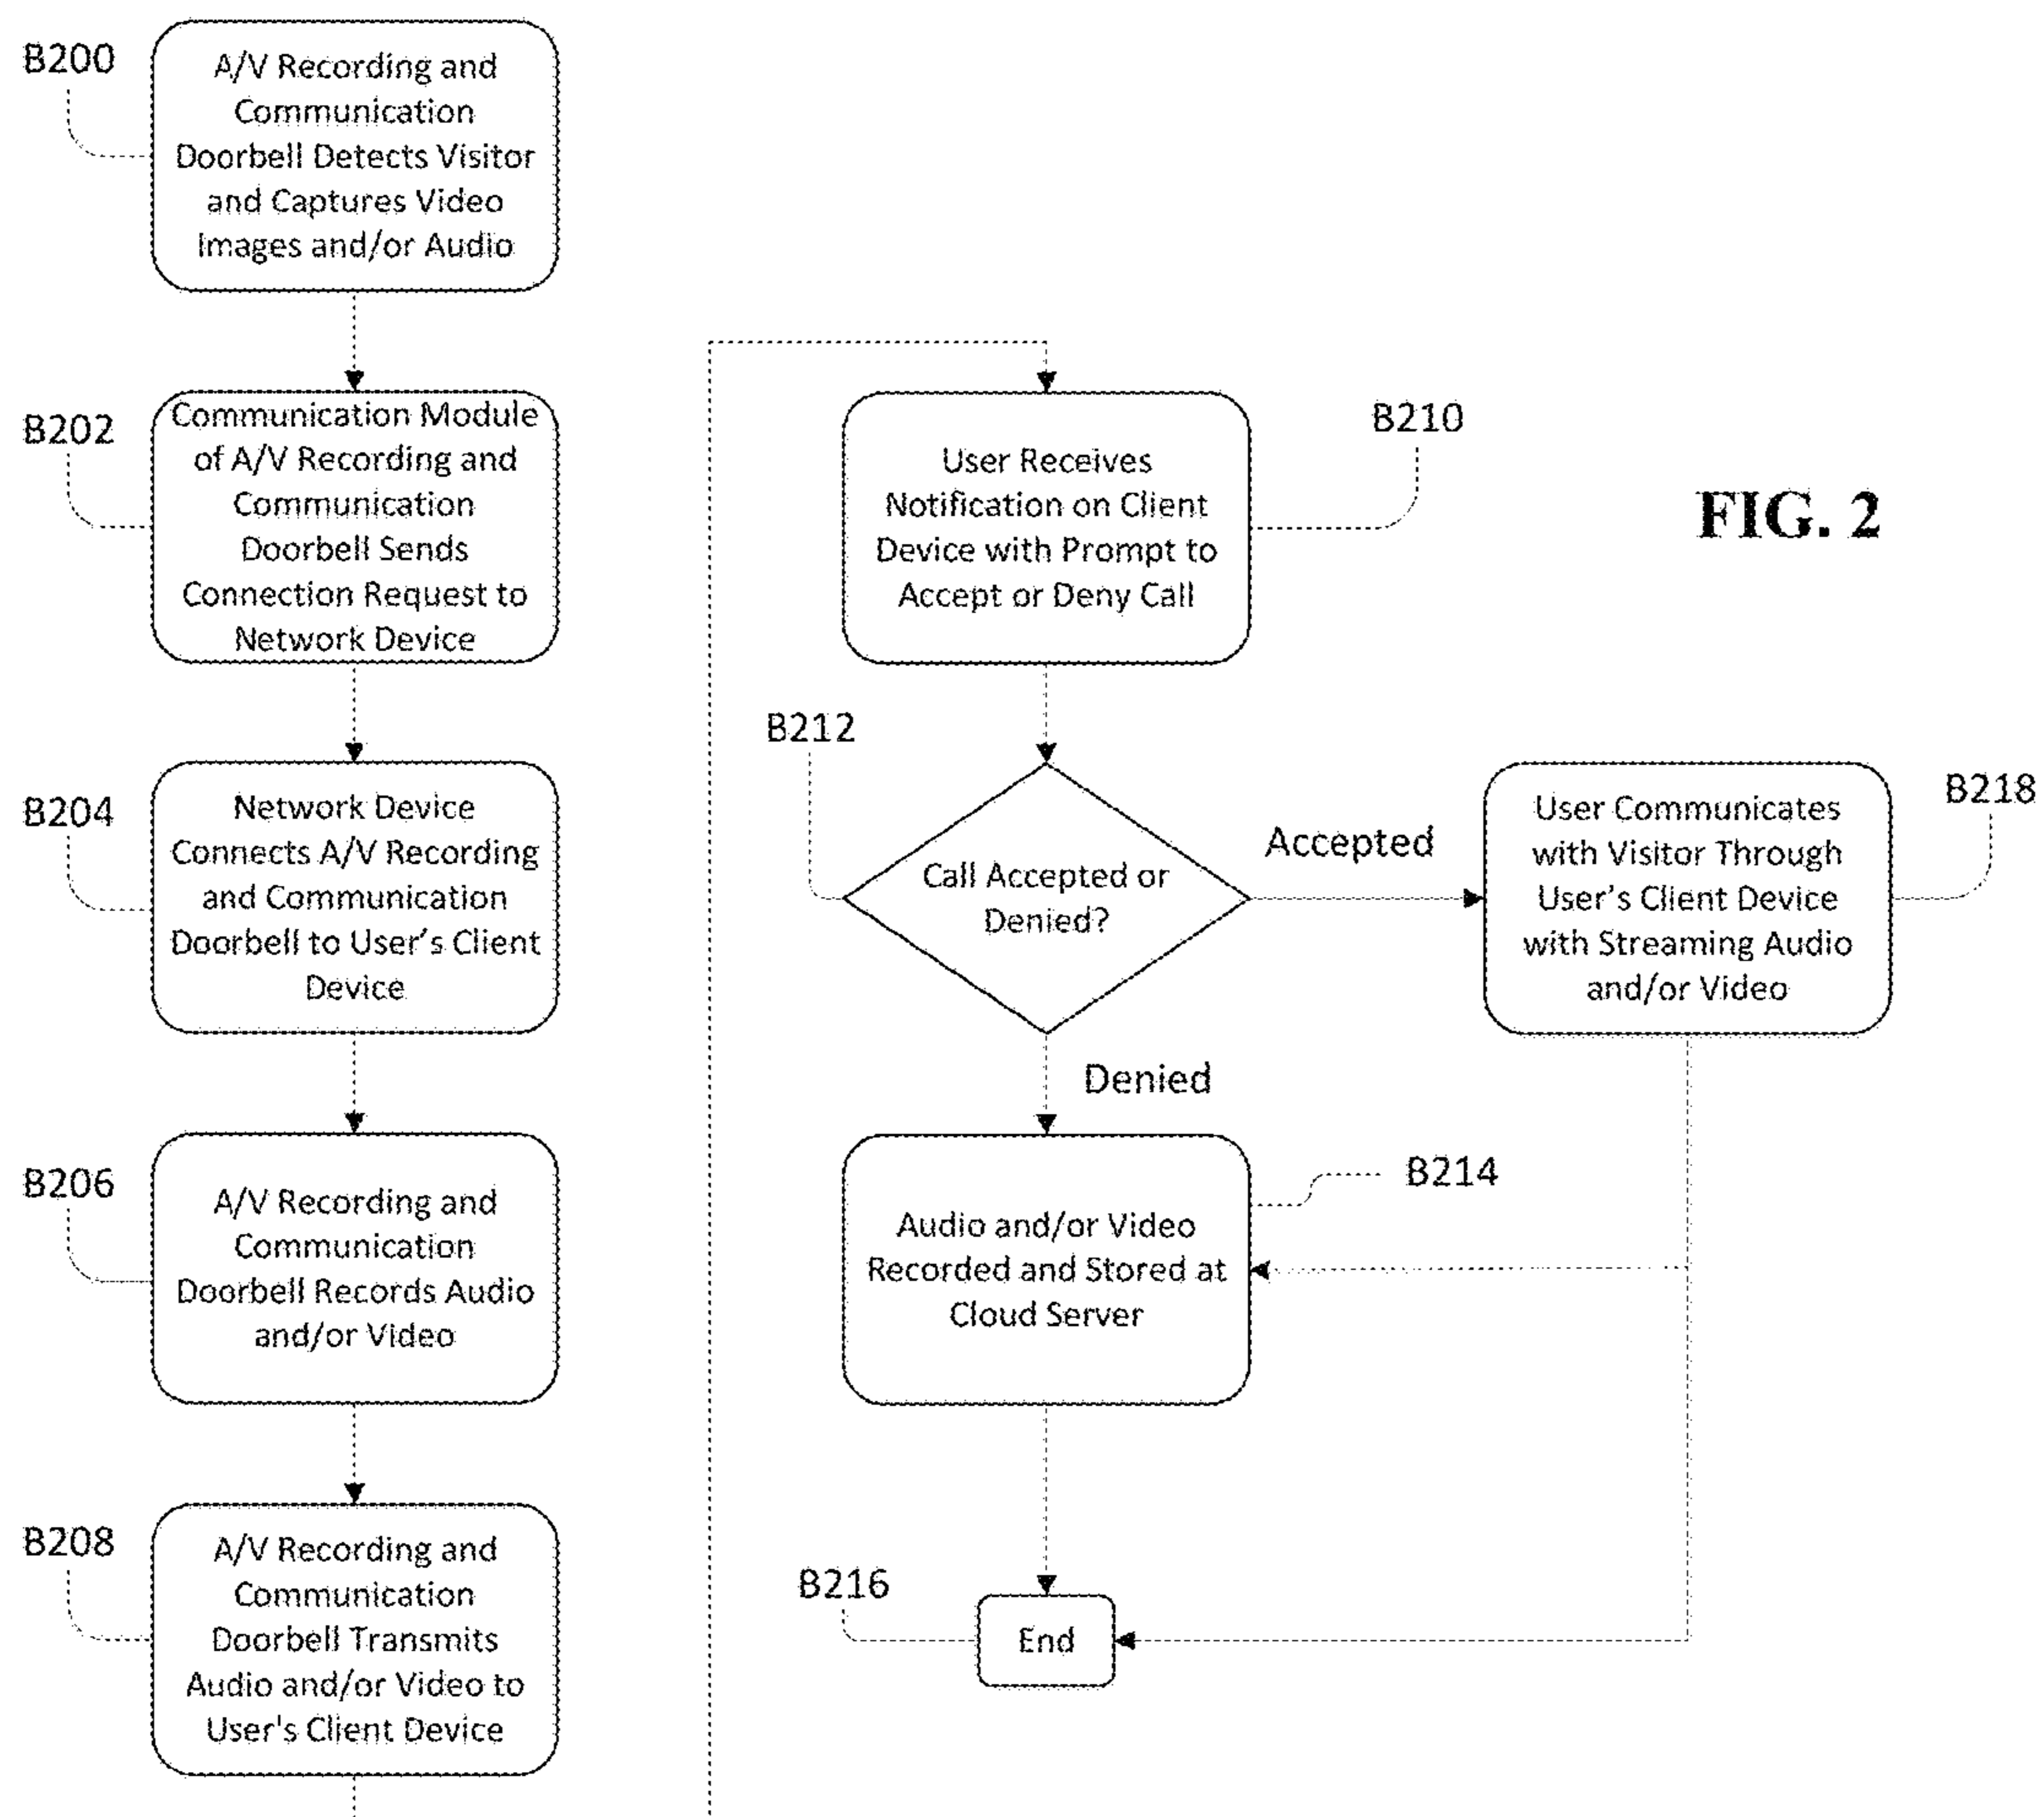 B200
A/V Recording and
Communication
Doorbell Detects Visitor
and Captures Video
Images and/or Audio
B202
Communication Module
of A/V Recording and
Communication
Doorbell Sends
Connection Request to
Network Device
B204
Network Device
Connects A/V Recording
and Communication
Doorbell to User's Client
Device
B206
A/V Recording and
Communication
Doorbell Records Audio
and/or Video
B208
A/V Recording and
Communication
Doorbell Transmits
Audio and/or Video to
User's Client Device
B210
User Receives
Notification on Client
Device with Prompt to
Accept or Deny Call
FIG. 2
B212
Call Accepted or
Denied?
Accepted
B218
User Communicates
with Visitor Through
User's Client Device
with Streaming Audio
and/or Video
Denied
B214
Audio and/or Video
Recorded and Stored at
Cloud Server
B216
End